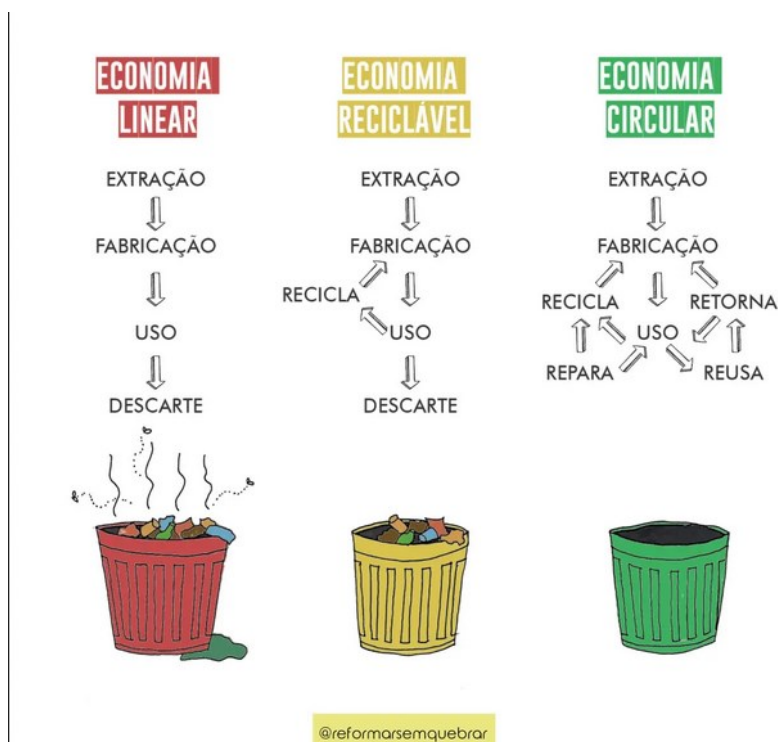 ECONOMIA
LINEAR
EXTRAÇÃO
FABRICAÇÃO
USO
DESCARTE
ECONOMIA
RECICLÁVEL
EXTRAÇÃO
FABRICAÇÃO
RECICLA
USO
DESCARTE
ECONOMIA
CIRCULAR
EXTRAÇÃO
FABRICAÇÃO
RECICLA RETORNA
USO
REPARA REUSA
@reformarsemquebrar